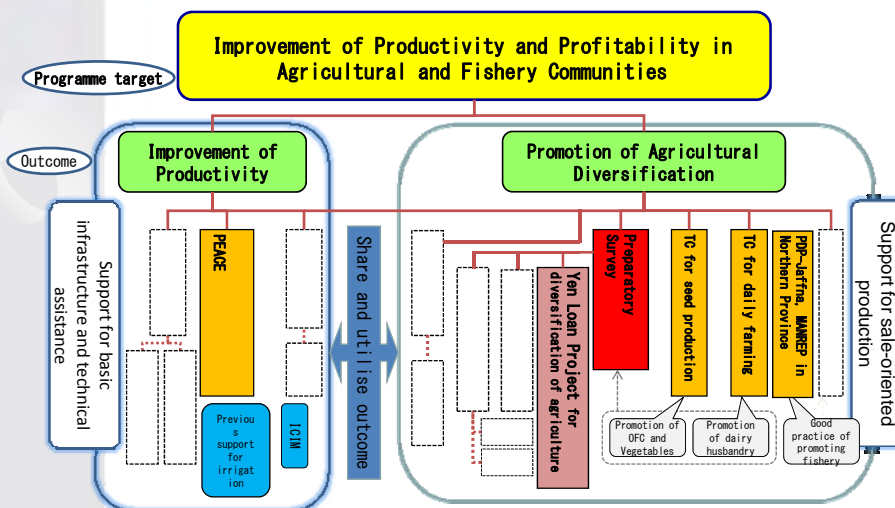 Improvement of Productivity and Profitability in
Agricultural and Fishery Communities
Programme target
Outcome
Improvement of
Productivity
Promotion of Agricultural
Diversification
Support for basic
infrastructure and technical
assistance
PEACE
Previou
s
support
for
irrigat
ion
ICIM
Share and utilise outcome
Yen Loan Project for
diversification of agriculture
Preparatory
Survey
TC for seed production
TC for daily farming
PDP-Jaffna, MANREP in
Northern Province
Promotion of
OFC and
Vegetables
Promotion
of dairy
husbandry
Good
practice of
promoting
fishery
Support for sale-oriented
production